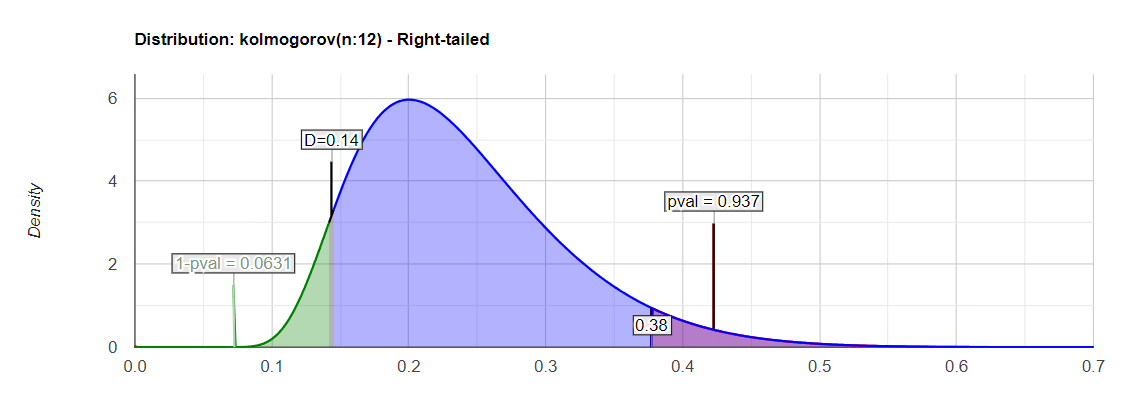 Distribution: kolmogorov(n:12) - Right-tailed
6
D=0.14
4
pval = 0.937
Density
1-pval = 0.0631
2
0.38
0
0.0 0.1 0.2 0.3 0.4 0.5 0.6 0.7